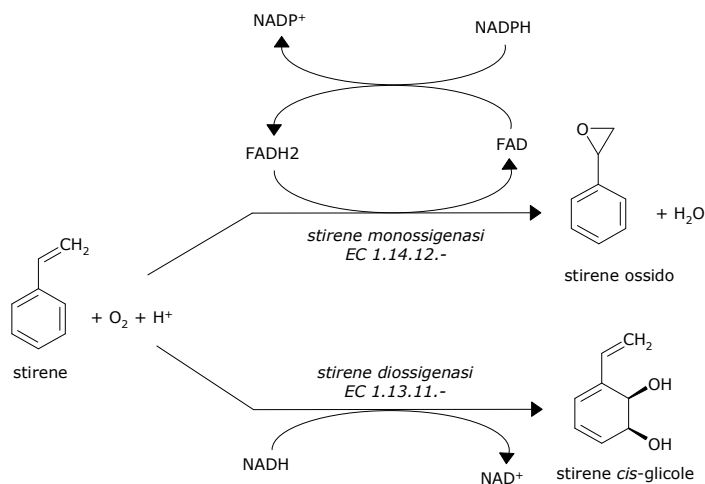 NADP⁺ NADPH
FADH2 FAD
O
+ H₂O
stirene monossigenasi
EC 1.14.12.-
stirene ossido
CH₂
+ O₂ + H⁺
stirene
stirene diossigenasi
EC 1.13.11.-
NADH NAD⁺
CH₂
OH
OH
stirene cis-glicole